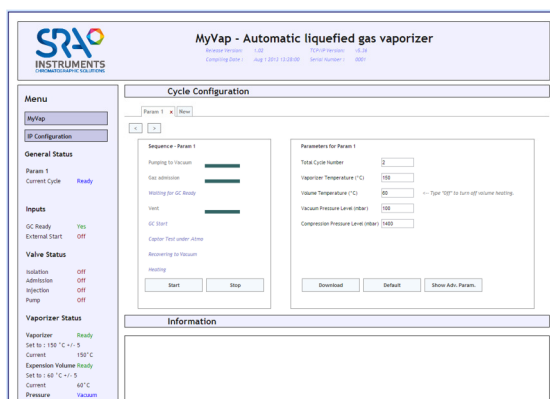 SRA
INSTRUMENTS
CHROMATOGRAPHIC SOLUTIONS
MyVap - Automatic liquefied gas vaporizer
Release Version: v.02 TCP/IP Version: v5.36
Compiling Date : Aug 1 2013 13:28:00 Serial Number : 0001
Menu
MyVap
IP Configuration
General Status
Param 1
Current Cycle Ready
Inputs
GC Ready Yes
External Start Off
Valve Status
Isolation Off
Admission Off
Injection Off
Pump Off
Vaporizer Status
Vaporizer Ready
Set to : 150 °C +/- 5
Current 150°C
Expension Volume Ready
Set to : 60 °C +/- 5
Current 60°C
Pressure Vacuum
Cycle Configuration
Param 1 x New
< >
Sequence - Param 1
Pumping to Vacuum
Gas admission
Waiting for GC Ready
Vent
GC Start
Captor Test under Atmo
Recovering to Vacuum
Heating
Start Stop
Parameters for Param 1
Total Cycle Number 2
Vaporizer Temperature (°C) 150
Volume Temperature (°C) 60 <-- Type "Off" to turn off volume heating.
Vacuum Pressure Level (mbar) 100
Compression Pressure Level (mbar) 1400
Download Default Show Adv. Param.
Information